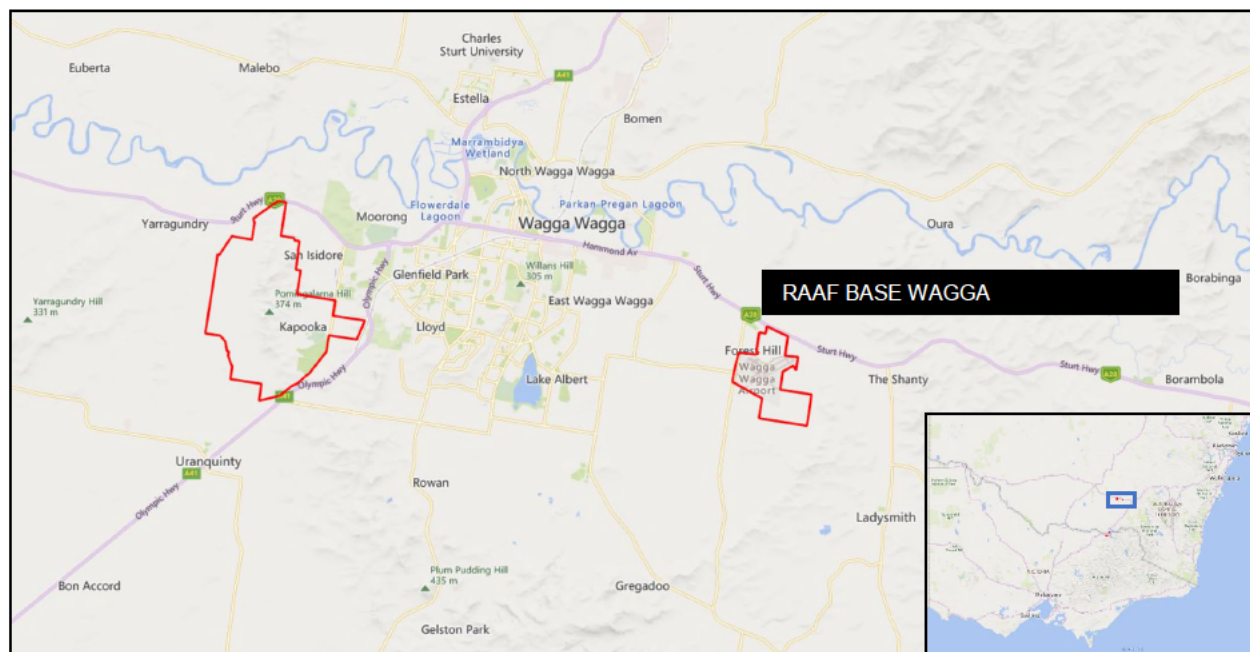 Charles
Sturt University
A41
Euberta
Malebo
Estella
Bomen
Marrambidya
Wetland
North Wagga Wagga
A20
Sturt Hwy
Yarragundry
Moorong
Flowerdale
Lagoon
Parkan-Pregan Lagoon
Wagga Wagga
Oura
Hammond Av
San Isidore
Olympic Hwy
Glenfield Park
Willans Hill
305 m
Sturt Hwy
Borabinga
RAAF BASE WAGGA
Yarragundry Hill
331 m
Pomingalarna Hill
374 m
East Wagga Wagga
Kapooka
Lloyd
A20
Forest Hill
Sturt Hwy
Wagga
Wagga
Airport
Olympic Hwy
Lake Albert
The Shanty
Sturt Hwy
A20
Borambola
A41
Uranquinty
A41
Olympic Hwy
Rowan
Ladysmith
Bon Accord
Plum Pudding Hill
435 m
Gregadoo
Gelston Park